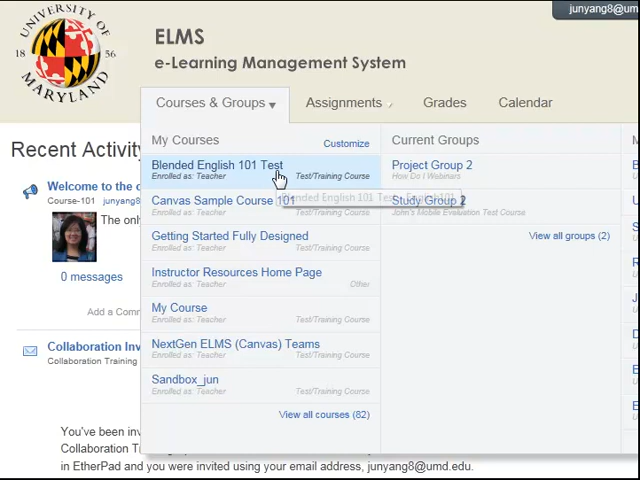 junyang8@umd
UNIVERSITY OF
18 56
MARYLAND
ELMS
e-Learning Management System
Courses & Groups
Assignments
Grades
Calendar
Recent Activity
Welcome to the c
Course-101 junyang8
The only
0 messages
Add a Comm
Collaboration Inv
Collaboration Training
You've been inv
Collaboration T
in EtherPad and you were invited using your email address, junyang8@umd.edu.
My Courses
Customize
Blended English 101 Test
Enrolled as: Teacher Test/Training Course
Canvas Sample Course 101
Enrolled as: Teacher Test/Training Course
Getting Started Fully Designed
Enrolled as: Teacher Test/Training Course
Instructor Resources Home Page
Enrolled as: Teacher Other
My Course
Enrolled as: Teacher Test/Training Course
NextGen ELMS (Canvas) Teams
Enrolled as: Teacher Test/Training Course
Sandbox_jun
Enrolled as: Teacher Test/Training Course
View all courses (82)
Current Groups
Project Group 2
How Do I Webinars
Study Group 2
John's Mobile Evaluation Test Course
View all groups (2)
Blended English 101 Test